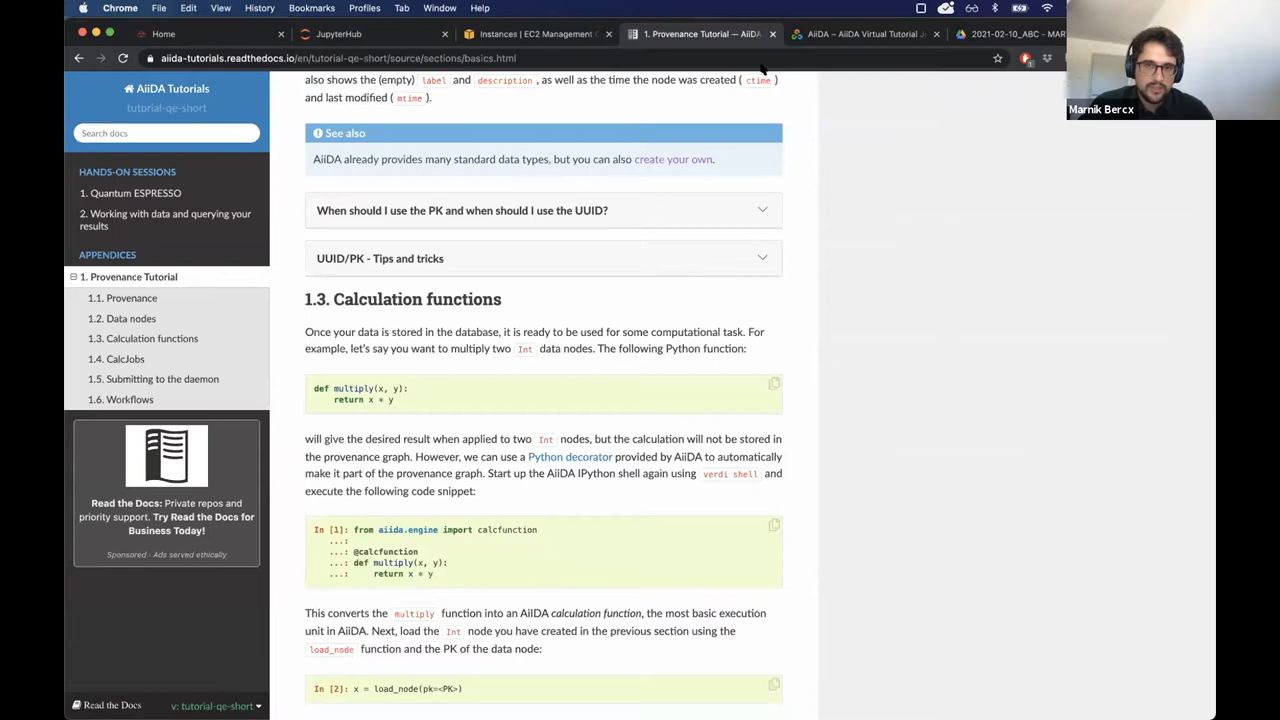 Chrome File Edit View History Bookmarks Profiles Tab Window Help
Home JupyterHub Instances | EC2 Management C 1. Provenance Tutorial — AiiDA AiiDA – AiiDA Virtual Tutorial 2021-02-10_ABC - MAR
aiida-tutorials.readthedocs.io/en/tutorial-qe-short/source/sections/basics.html
Marnik Bercx
AiiDA Tutorials
tutorial-qe-short
Search docs
HANDS-ON SESSIONS
1. Quantum ESPRESSO
2. Working with data and querying your
results
APPENDICES
1. Provenance Tutorial
1.1. Provenance
1.2. Data nodes
1.3. Calculation functions
1.4. CalcJobs
1.5. Submitting to the daemon
1.6. Workflows
Read the Docs: Private repos and
priority support. Try Read the Docs for
Business Today!
Sponsored · Ads served ethically
Read the Docs v: tutorial-qe-short
also shows the (empty) label and description, as well as the time the node was created ( ctime )
and last modified ( mtime ).
See also
AiiDA already provides many standard data types, but you can also create your own.
When should I use the PK and when should I use the UUID?
UUID/PK - Tips and tricks
1.3. Calculation functions
Once your data is stored in the database, it is ready to be used for some computational task. For
example, let's say you want to multiply two Int data nodes. The following Python function:
def multiply(x, y):
return x * y
will give the desired result when applied to two Int nodes, but the calculation will not be stored in
the provenance graph. However, we can use a Python decorator provided by AiiDA to automatically
make it part of the provenance graph. Start up the AiiDA IPython shell again using verdi shell and
execute the following code snippet:
In [1]: from aiida.engine import calcfunction
...:
...: @calcfunction
...: def multiply(x, y):
...: return x * y
This converts the multiply function into an AiIDA calculation function, the most basic execution
unit in AiiDA. Next, load the Int node you have created in the previous section using the
load_node function and the PK of the data node:
In [2]: x = load_node(pk=<PK>)